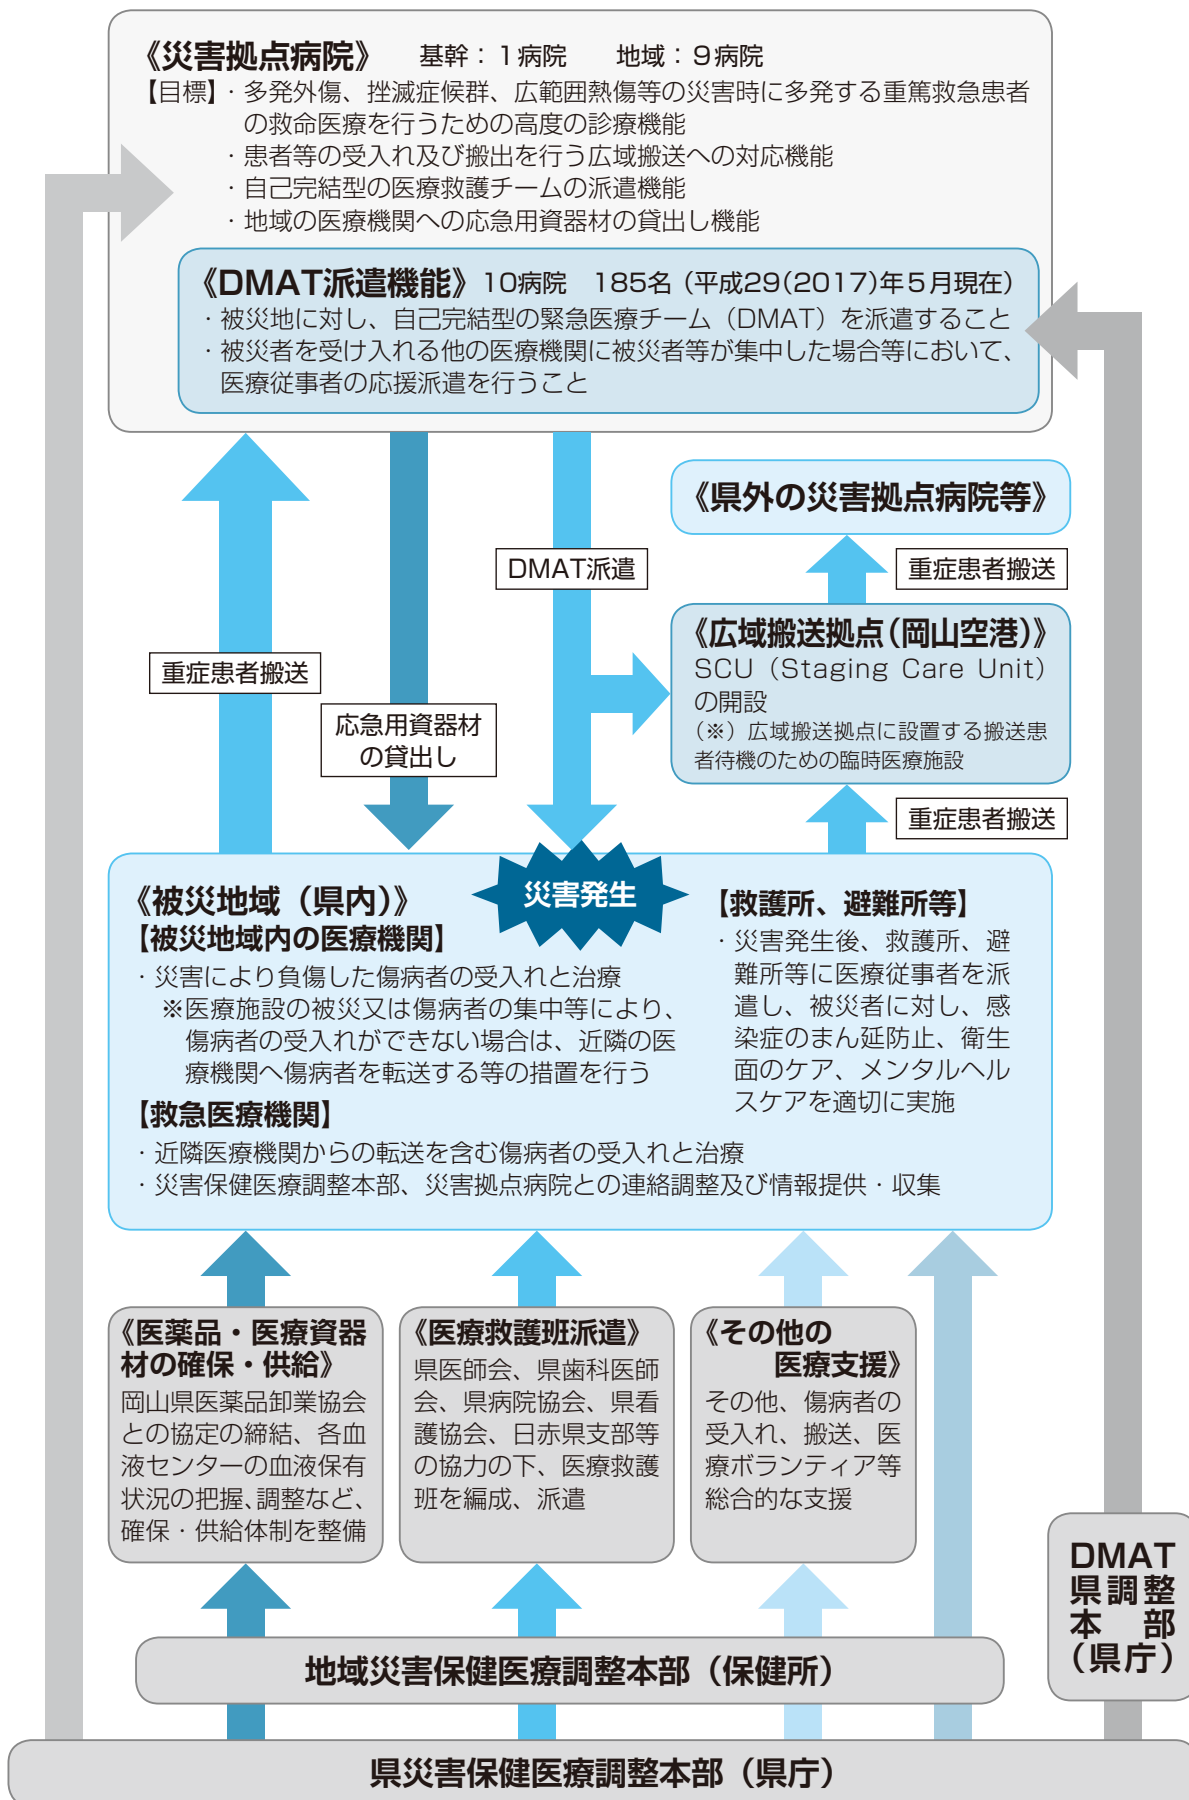 《災害拠点病院》 基幹：１病院 地域：９病院
【目標】・多発外傷、挫滅症候群、広範囲熱傷等の災害時に多発する重篤救急患者
の救命医療を行うための高度の診療機能
・患者等の受入れ及び搬出を行う広域搬送への対応機能
・自己完結型の医療救護チームの派遣機能
・地域の医療機関への応急用資器材の貸出し機能
《DMAT派遣機能》10病院 185名（平成29(2017)年５月現在）
・被災地に対し、自己完結型の緊急医療チーム（DMAT）を派遣すること
・被災者を受け入れる他の医療機関に被災者等が集中した場合等において、
医療従事者の応援派遣を行うこと
《県外の災害拠点病院等》
DMAT派遣
重症患者搬送
《広域搬送拠点（岡山空港）》
SCU（Staging Care Unit）
の開設
（※）広域搬送拠点に設置する搬送患
者待機のための臨時医療施設
重症患者搬送
応急用資器材
の貸出し
重症患者搬送
災害発生
《被災地域（県内）》
【被災地域内の医療機関】
・災害により負傷した傷病者の受入れと治療
※医療施設の被災又は傷病者の集中等により、
傷病者の受入れができない場合は、近隣の医
療機関へ傷病者を転送する等の措置を行う
【救護所、避難所等】
・災害発生後、救護所、避
難所等に医療従事者を派
遣し、被災者に対し、感
染症のまん延防止、衛生
面のケア、メンタルヘル
スケアを適切に実施
【救急医療機関】
・近隣医療機関からの転送を含む傷病者の受入れと治療
・災害保健医療調整本部、災害拠点病院との連絡調整及び情報提供・収集
《医薬品・医療資器
材の確保・供給》
岡山県医薬品卸業協会
との協定の締結、各血
液センターの血液保有
状況の把握、調整など、
確保・供給体制を整備
《医療救護班派遣》
県医師会、県歯科医師
会、県病院協会、県看
護協会、日赤県支部等
の協力の下、医療救護
班を編成、派遣
《その他の
医療支援》
その他、傷病者の
受入れ、搬送、医
療ボランティア等
総合的な支援
DMAT
県調整
本部
（県庁）
地域災害保健医療調整本部（保健所）
県災害保健医療調整本部（県庁）